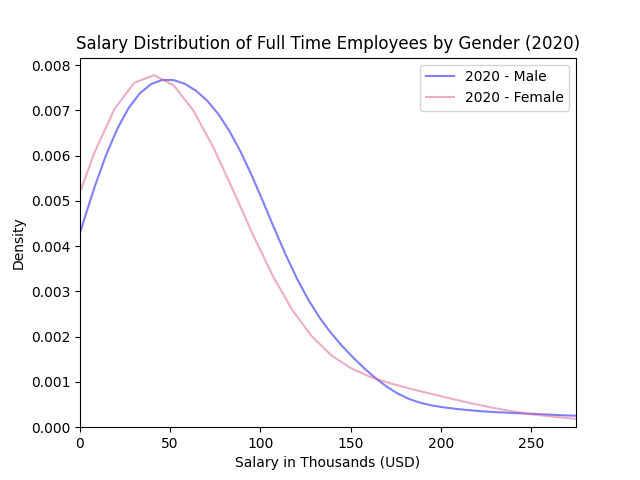 Salary Distribution of Full Time Employees by Gender (2020)
2020 - Male
2020 - Female
Density
0.008
0.007
0.006
0.005
0.004
0.003
0.002
0.001
0.000
0 50 100 150 200 250
Salary in Thousands (USD)